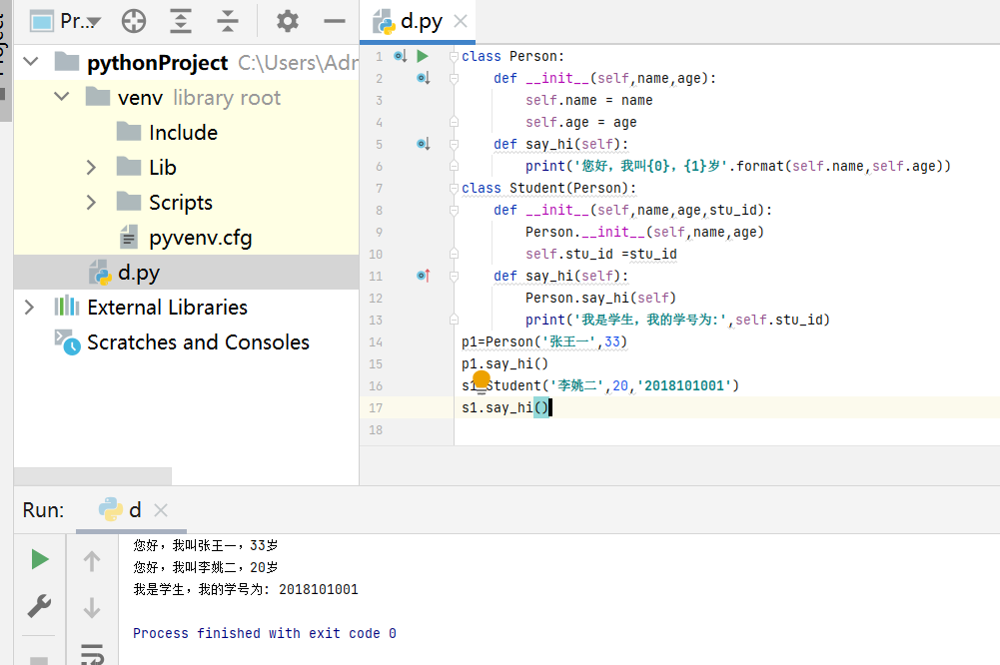 Pr...
d.py
pythonProject C:\Users\Adr
venv library root
Include
Lib
Scripts
pyvenv.cfg
d.py
External Libraries
Scratches and Consoles
1 class Person:
2 def __init__(self,name,age):
3 self.name = name
4 self.age = age
5 def say_hi(self):
6 print('您好，我叫{0}，{1}岁'.format(self.name,self.age))
7 class Student(Person):
8 def __init__(self,name,age,stu_id):
9 Person.__init__(self,name,age)
10 self.stu_id =stu_id
11 def say_hi(self):
12 Person.say_hi(self)
13 print('我是学生，我的学号为:',self.stu_id)
14 p1=Person('张王一',33)
15 p1.say_hi()
16 s1 Student('李姚二',20,'2018101001')
17 s1.say_hi()
18
Run: d
您好，我叫张王一，33岁
您好，我叫李姚二，20岁
我是学生，我的学号为: 2018101001
Process finished with exit code 0